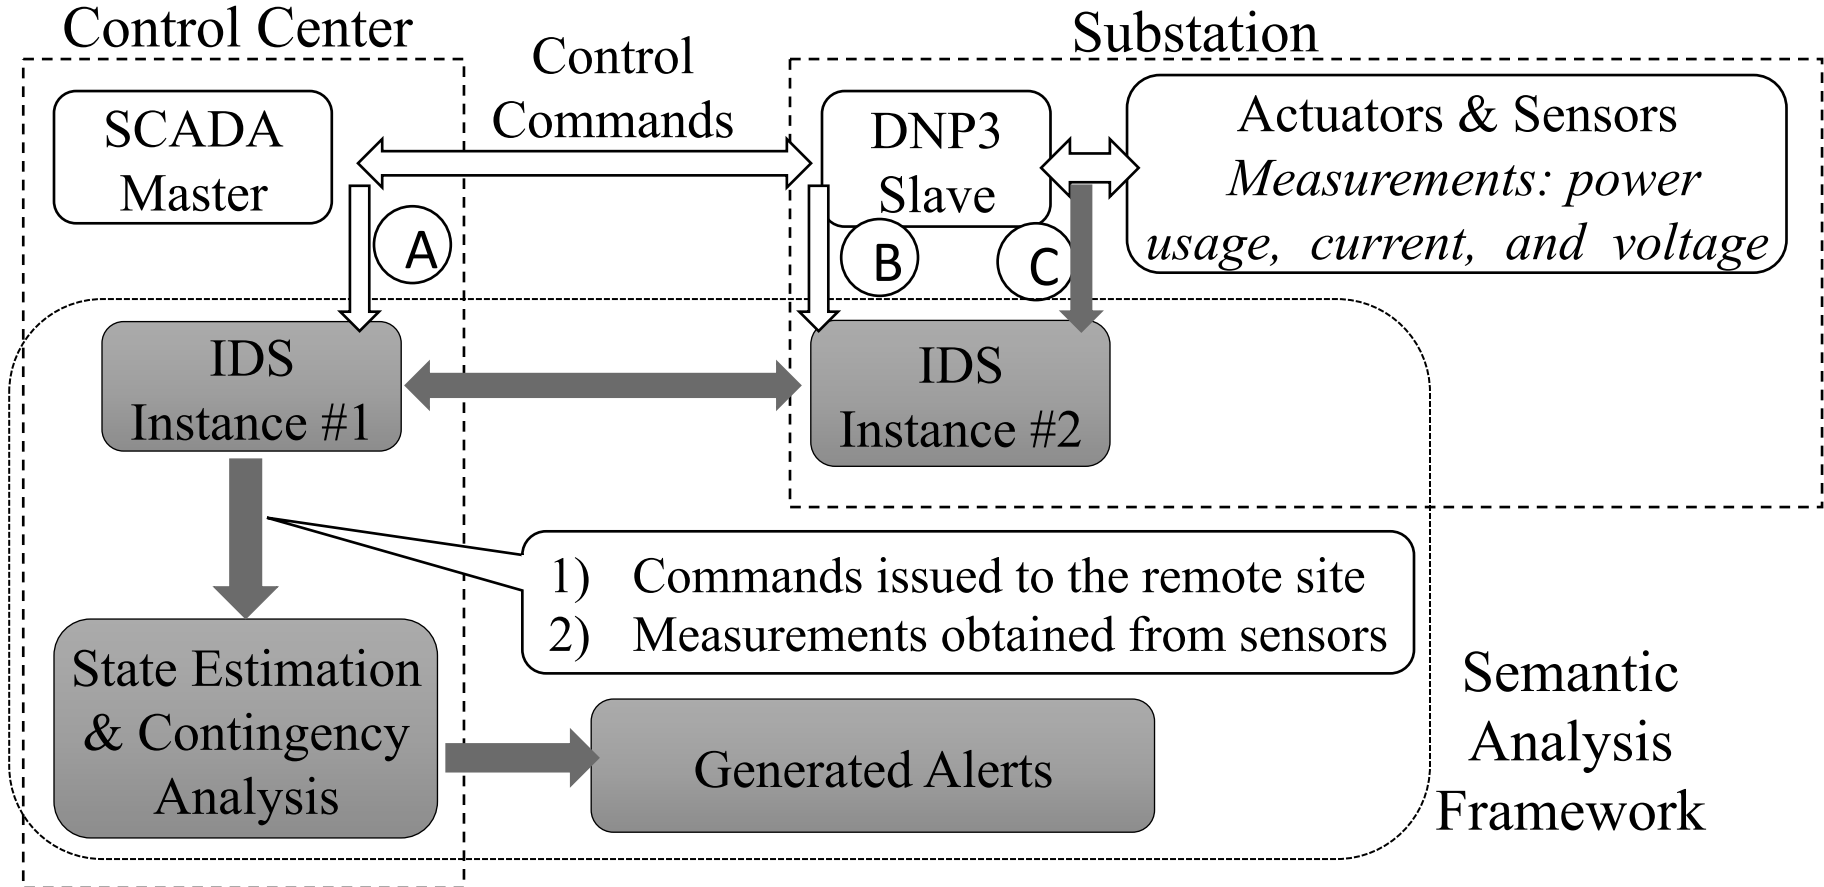 Control Center
Control
Commands
Substation
SCADA
Master
DNP3
Slave
Actuators & Sensors
Measurements: power
usage, current, and voltage
A
B
C
IDS
Instance #1
IDS
Instance #2
1) Commands issued to the remote site
2) Measurements obtained from sensors
State Estimation
& Contingency
Analysis
Generated Alerts
Semantic
Analysis
Framework